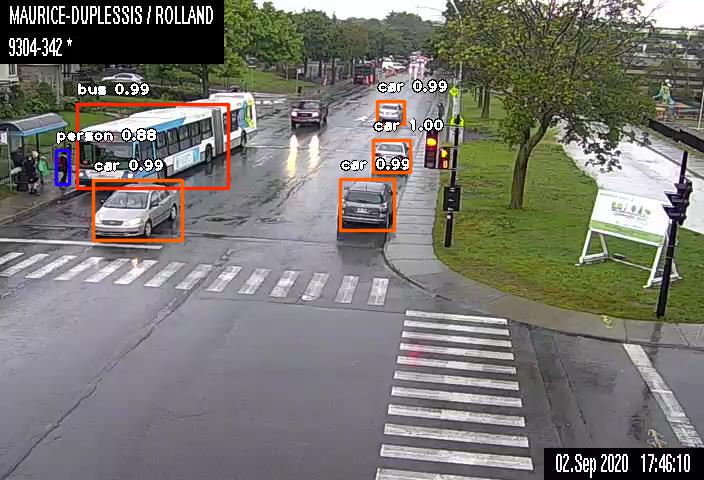 MAURICE-DUPLESSIS / ROLLAND
9304-342 *
bus 0.99
car 0.99
person 0.88
car 1.00
car 0.99
car 0.99
02.Sep 2020 17:46:10